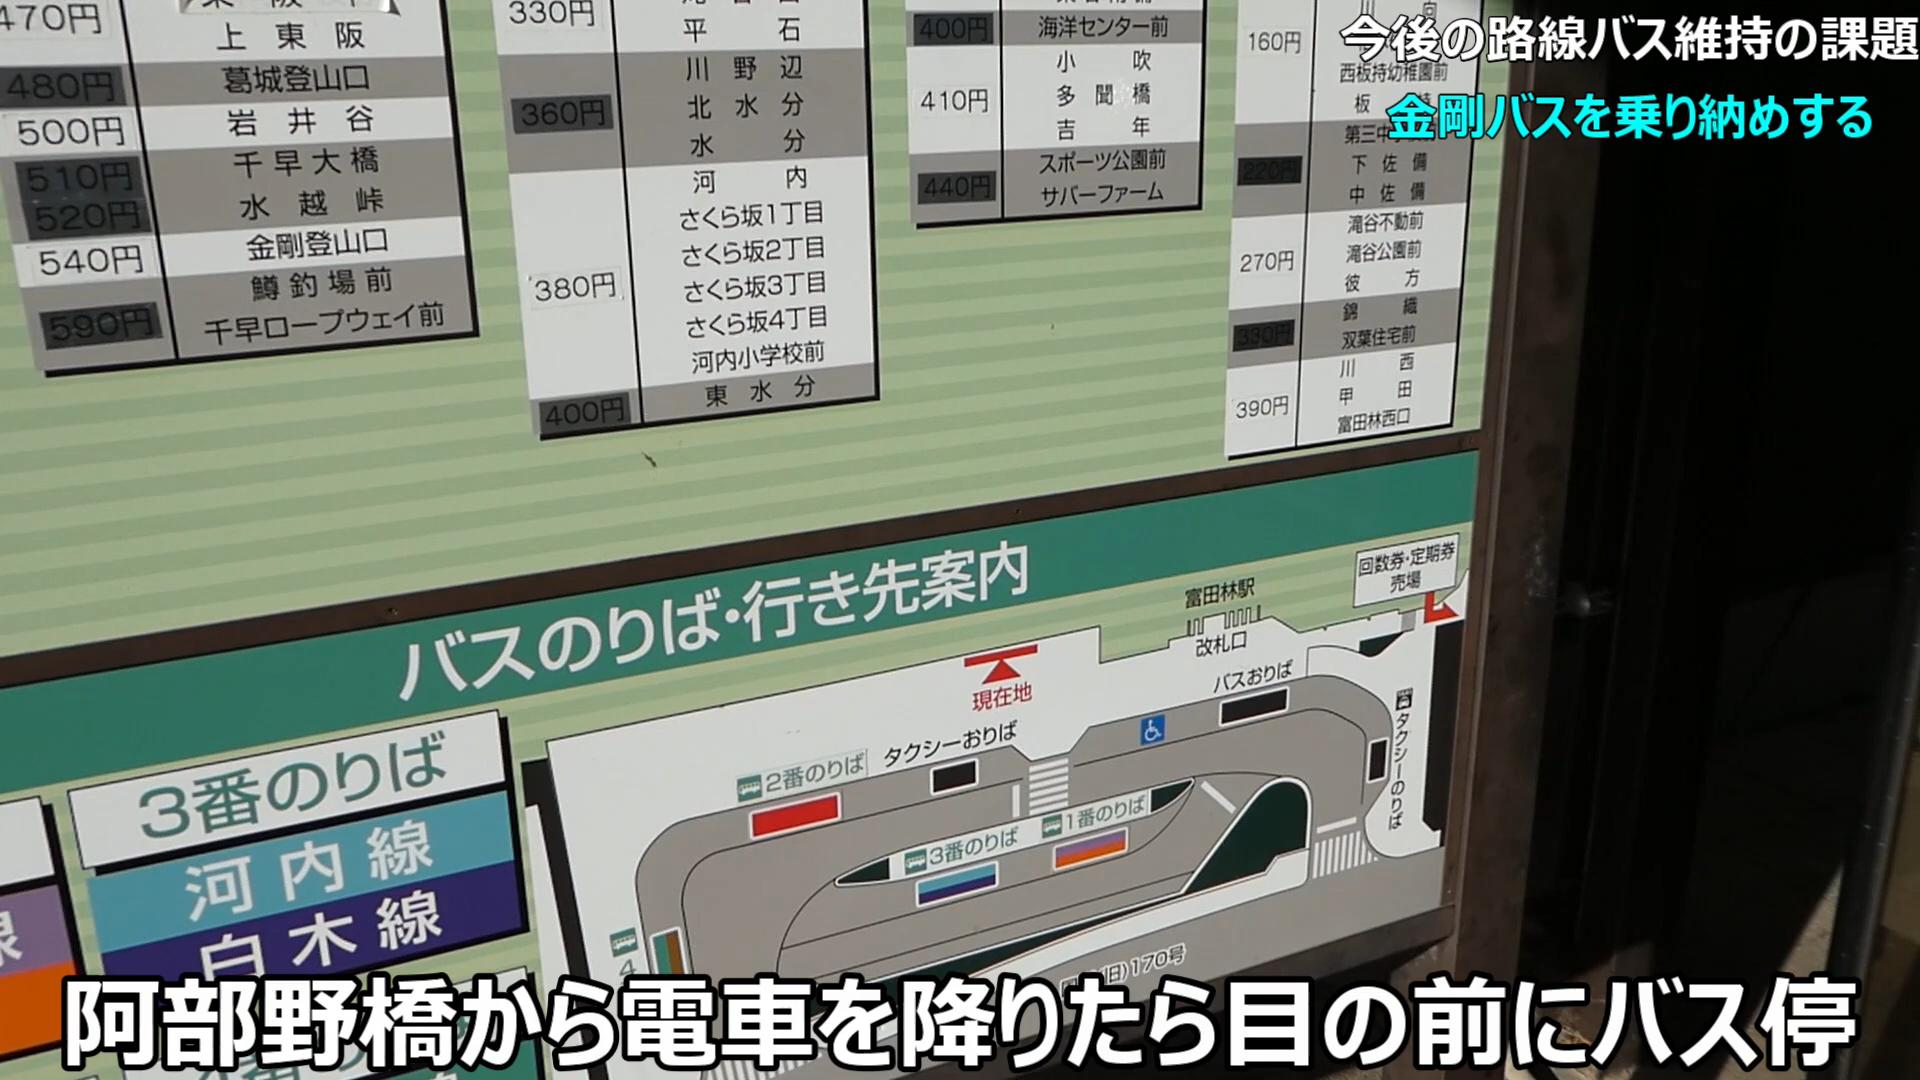 今後の路線バス維持の課題
金剛バスを乗り納めする
470円
上東阪
480円
葛城登山口
500円
岩井谷
510円
千早大橋
520円
水越峠
540円
金剛登山口
鱒釣場前
590円
千早ロープウェイ前
330円
平石
川野辺
360円
北水分
水分
河内
さくら坂1丁目
さくら坂2丁目
380円
さくら坂3丁目
さくら坂4丁目
河内小学校前
400円
東水分
400円
海洋センター前
小吹
410円
多聞橋
吉年
スポーツ公園前
440円
サバーファーム
160円
西板持幼稚園前
220円
下佐備
中佐備
滝谷不動前
270円
滝谷公園前
彼方
錦織
330円
双葉住宅前
川西
甲田
390円
富田林西口
バスのりば・行き先案内
回数券・定期券
売場
富田林駅
改札口
現在地
バスおりば
タクシーおりば
タクシーのりば
2番のりば
1番のりば
3番のりば
4
(旧)170号
3番のりば
河内線
白木線
線
阿部野橋から電車を降りたら目の前にバス停